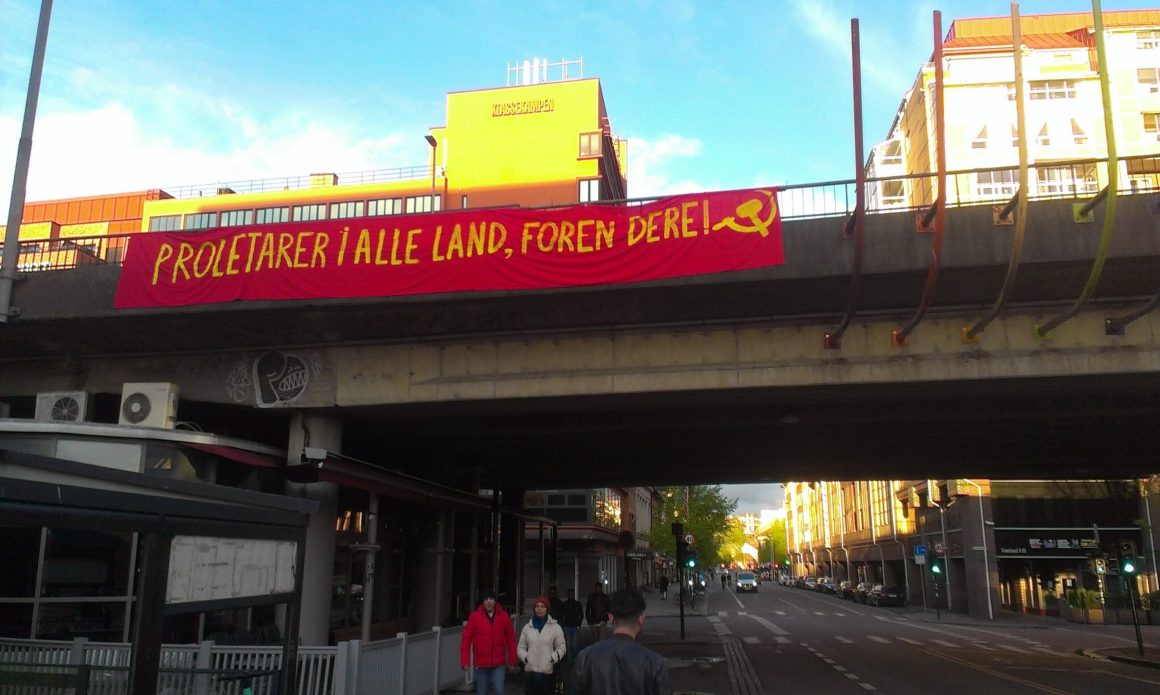 KLASSEKAMPEN
PROLETARER I ALLE LAND, FOREN DERE!